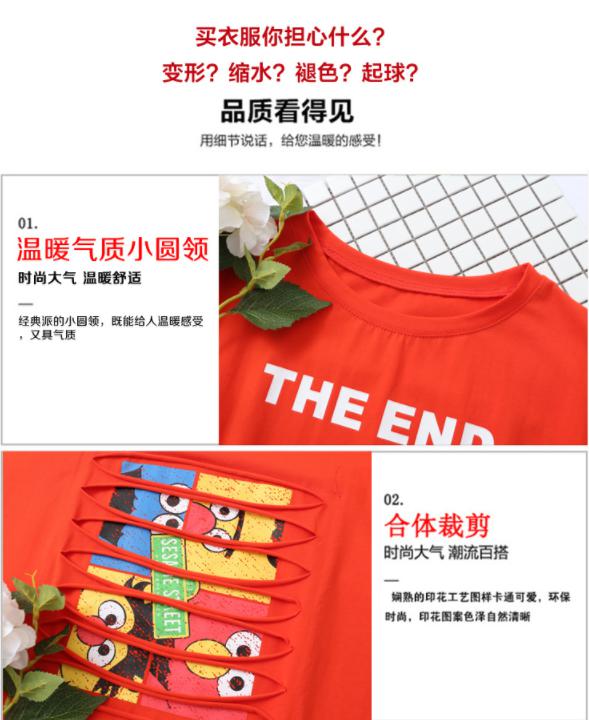 买衣服你担心什么?
变形? 缩水? 褪色? 起球?
品质看得见
用细节说话，给您温暖的感受!
01.
温暖气质小圆领
时尚大气 温暖舒适
经典派的小圆领，既能给人温暖感受
，又具气质
THE END
SESAME STREET
02.
合体裁剪
时尚大气 潮流百搭
娴熟的印花工艺图样卡通可爱，环保
时尚，印花图案色泽自然清晰